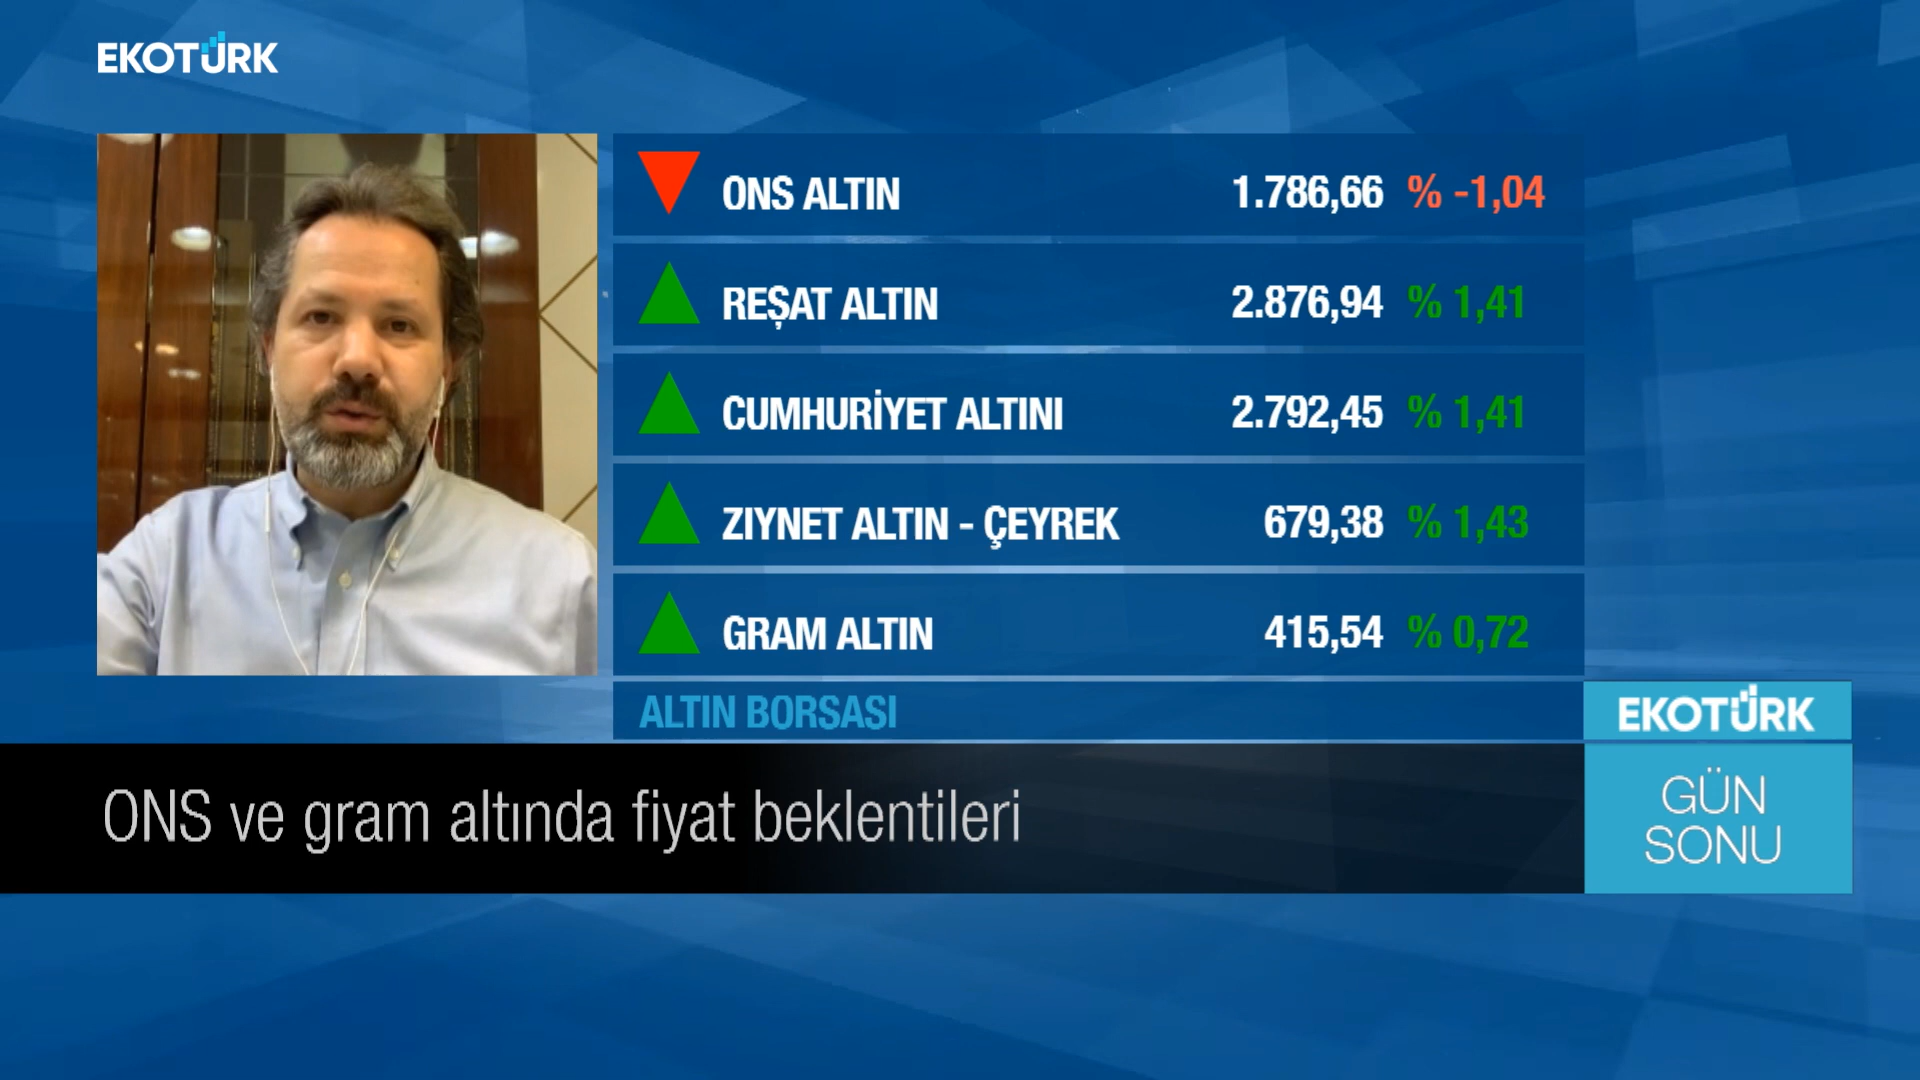 EKOTÜRK
ONS ALTIN 1.786,66 % -1,04
REŞAT ALTIN 2.876,94 % 1,41
CUMHURİYET ALTINI 2.792,45 % 1,41
ZIYNET ALTIN - ÇEYREK 679,38 % 1,43
GRAM ALTIN 415,54 % 0,72
ALTIN BORSASI
EKOTÜRK
ONS ve gram altında fiyat beklentileri
GÜN
SONU